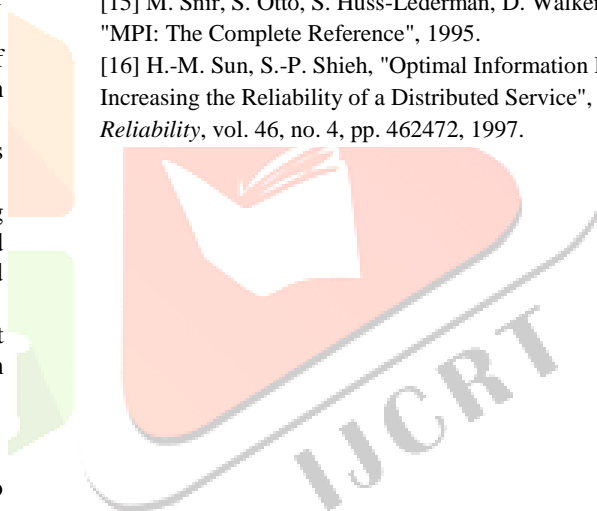 [15] M. Snir, S. Otto, S. Huss-Lederman, D. Walker
"MPI: The Complete Reference", 1995.
[16] H.-M. Sun, S.-P. Shieh, "Optimal Information
Increasing the Reliability of a Distributed Service",
Reliability, vol. 46, no. 4, pp. 462472, 1997.
IJCRT